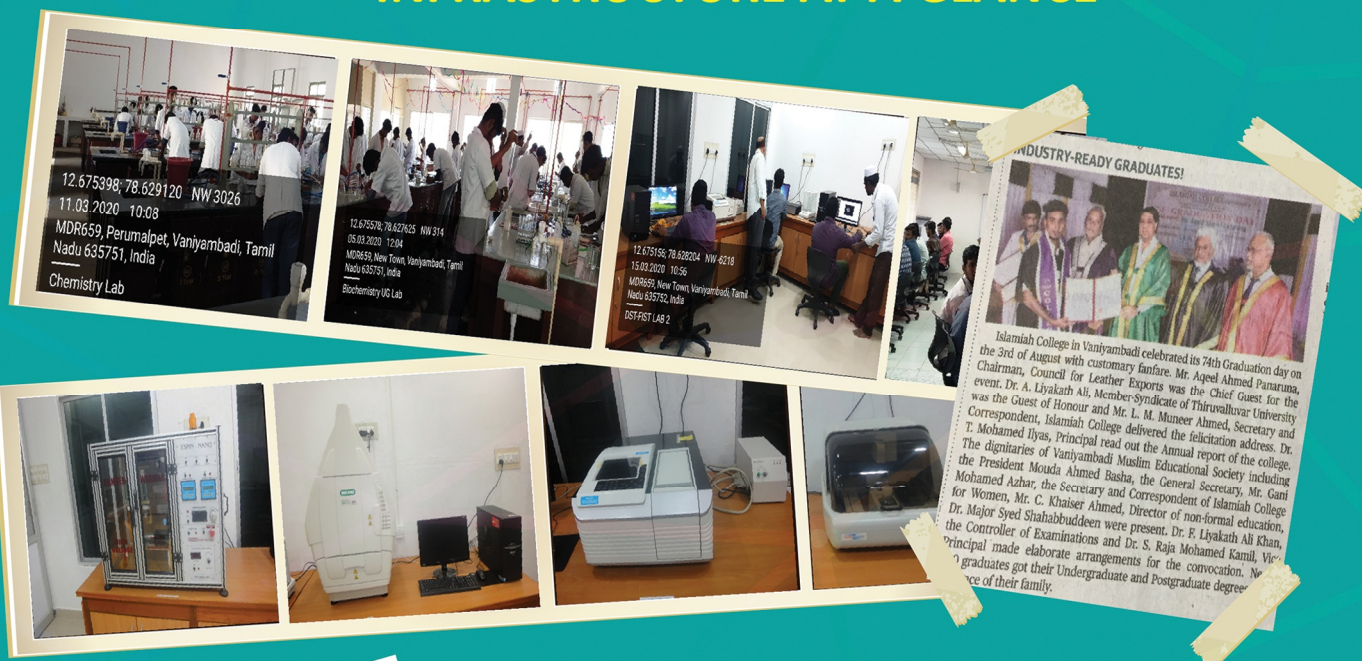 INFRASTRUCTURE AT A GLANCE
12.675398; 78.629120 NW 3026
11.03.2020 10:08
MDR659, Perumalpet, Vaniyambadi, Tamil
Nadu 635751, India
Chemistry Lab
12.675578; 78.627625 NW 314
05.03.2020 12:04
MDR659, New Town, Vaniyambadi, Tamil
Nadu 635751, India
Biochemistry UG Lab
12.675156; 78.628204 NW-6218
15.03.2020 10:56
MDR659, New Town, Vaniyambadi, Tamil
Nadu 635752, India
DST-FIST LAB 2
NDUSTRY-READY GRADUATES!
Islamiah College in Vaniyambadi celebrated its 74th Graduation day on
the 3rd of August with customary fanfare. Mr. Aqeel Ahmed Panaruna,
Chairman, Council for Leather Exports was the Chief Guest for the
event. Dr. A. Liyakath Ali, Member-Syndicate of Thiruvalluvar University
was the Guest of Honour and Mr. L. M. Muneer Ahmed, Secretary and
Correspondent, Islamiah College delivered the felicitation address. Dr.
T. Mohamed Ilyas, Principal read out the Annual report of the college.
The dignitaries of Vaniyambadi Muslim Educational Society including
the President Mouda Ahmed Basha, the General Secretary, Mr. Gani
Mohamed Azhar, the Secretary and Correspondent of Islamiah College
for Women, Mr. C. Khaiser Ahmed, Director of non-formal education,
Dr. Major Syed Shahabbuddeen were present. Dr. F. Liyakath Ali Khan,
the Controller of Examinations and Dr. S. Raja Mohamed Kamil,
Principal made elaborate arrangements for the convocation.
graduates got their Undergraduate and Postgraduate
of their family.